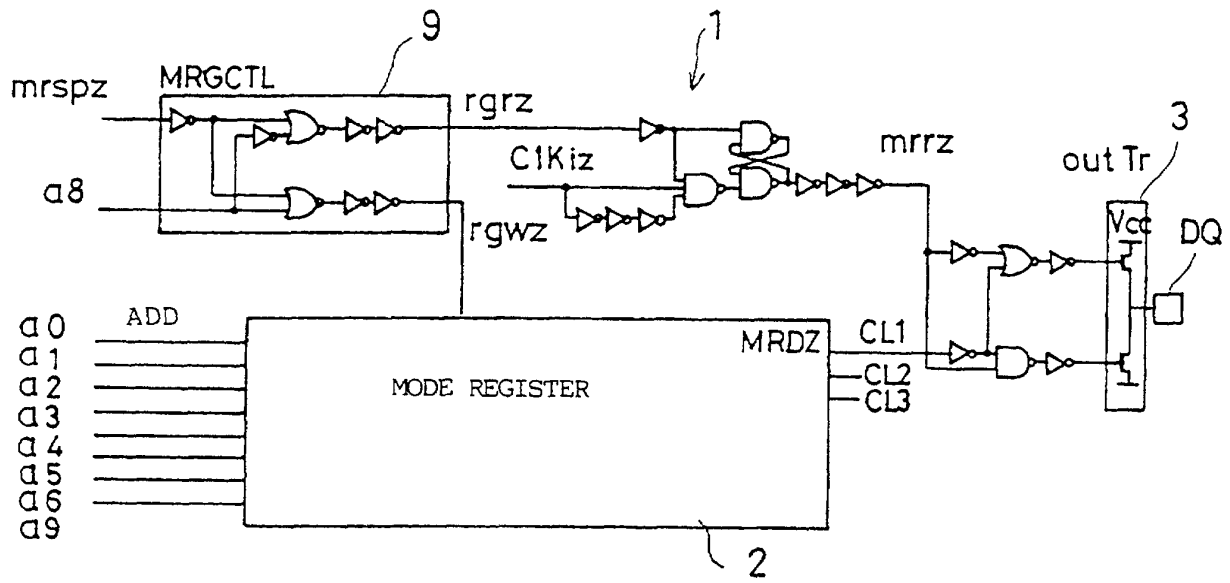 1
9
MRGCTL
mrspz
rgrz
C1Kiz
mrrz
3
out Tr
a8
rgwz
Vcc
DQ
a0
ADD
a1
a2
a3
a4
a5
a6
a9
MODE REGISTER
MRDZ
CL1
CL2
CL3
2